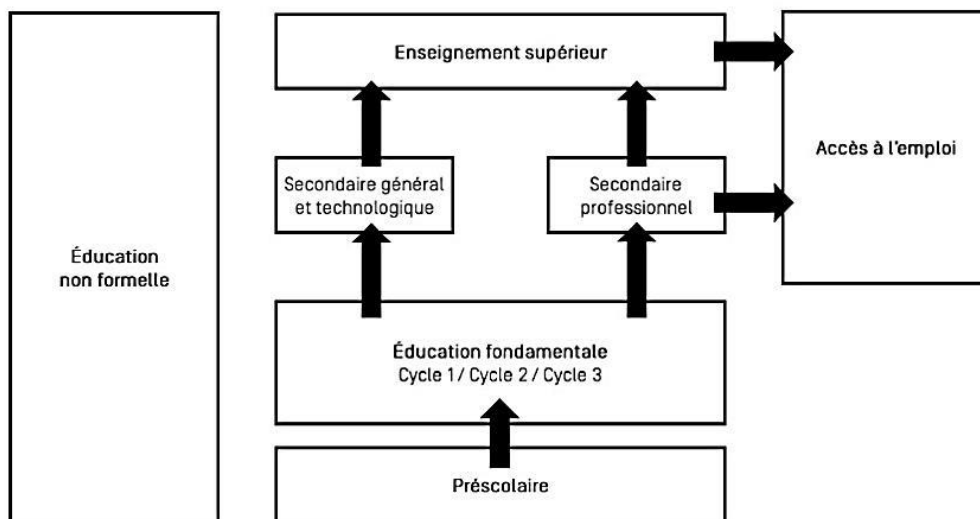 Enseignement supérieur
Accès à l'emploi
Secondaire général
et technologique
Secondaire
professionnel
Éducation
non formelle
Éducation fondamentale
Cycle 1 / Cycle 2 / Cycle 3
Préscolaire